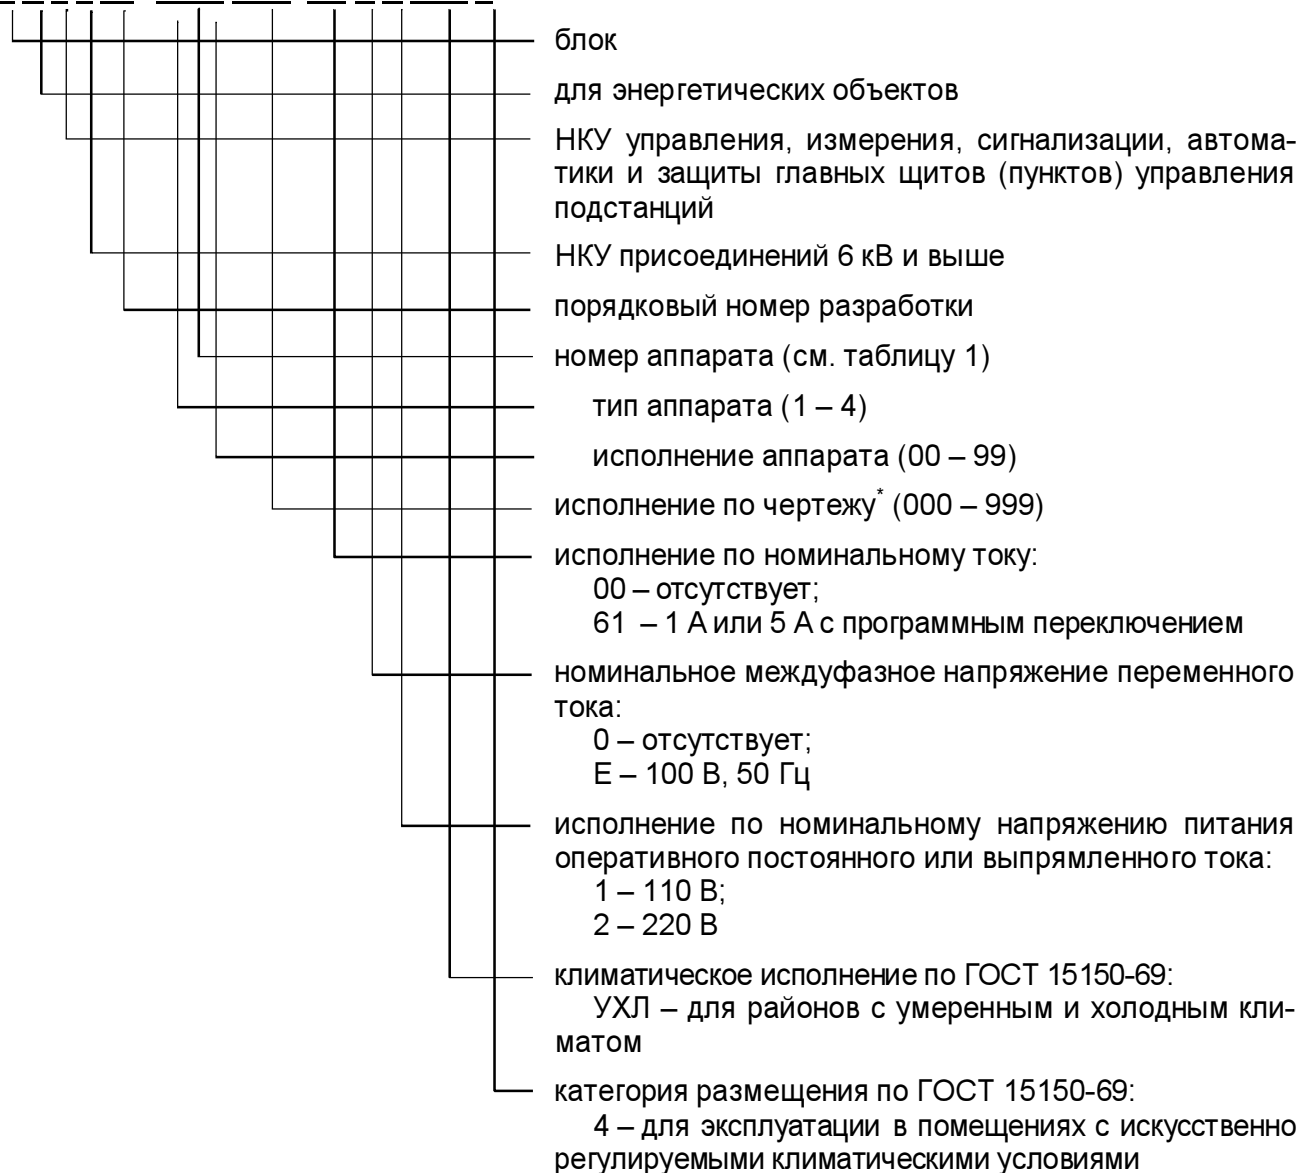 блок
для энергетических объектов
НКУ управления, измерения, сигнализации, автома-
тики и защиты главных щитов (пунктов) управления
подстанций
НКУ присоединений 6 кВ и выше
порядковый номер разработки
номер аппарата (см. таблицу 1)
тип аппарата (1 – 4)
исполнение аппарата (00 – 99)
исполнение по чертежу* (000 – 999)
исполнение по номинальному току:
00 – отсутствует;
61 – 1 А или 5 А с программным переключением
номинальное междуфазное напряжение переменного
тока:
0 – отсутствует;
Е – 100 В, 50 Гц
исполнение по номинальному напряжению питания
оперативного постоянного или выпрямленного тока:
1 – 110 В;
2 – 220 В
климатическое исполнение по ГОСТ 15150-69:
УХЛ – для районов с умеренным и холодным кли-
матом
категория размещения по ГОСТ 15150-69:
4 – для эксплуатации в помещениях с искусственно
регулируемыми климатическими условиями